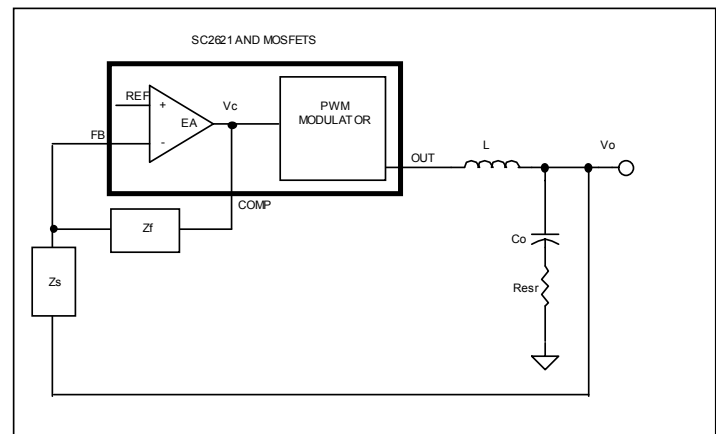 SC2621 AND MOSFETS
REF
+
EA
-
Vc
PWM
MODULATOR
FB
OUT
L
Vo
COMP
Zf
Co
Zs
Resr